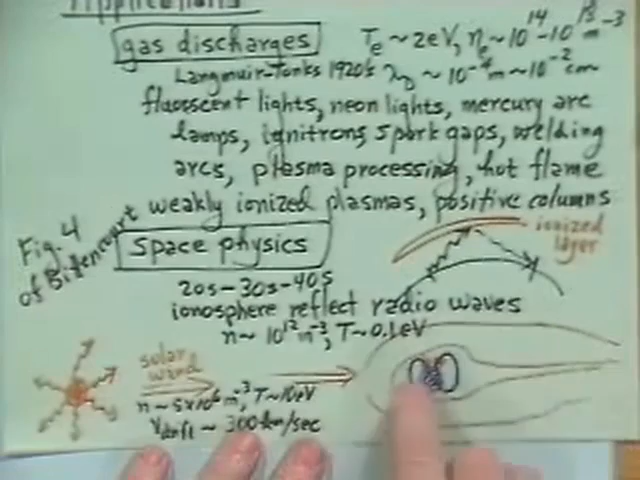 Applications
gas discharges
Te ~ 2eV, ne ~ 10^14 - 10^18 m^-3
Langmuir-Tonks 1920's λD ~ 10^-4 m ~ 10^-2 cm
fluorescent lights, neon lights, mercury arc
lamps, ignitrons spark gaps, welding
arcs, plasma processing, hot flame
weakly ionized plasmas, positive columns
Fig. 4
of Bittencourt
Space physics
ionized
layer
20s-30s-40s
ionosphere reflect radio waves
n ~ 10^12 m^-3, T ~ 0.1eV
solar
wind
n ~ 5x10^6 m^-3, T ~ 10eV
Vdrift ~ 300 km/sec